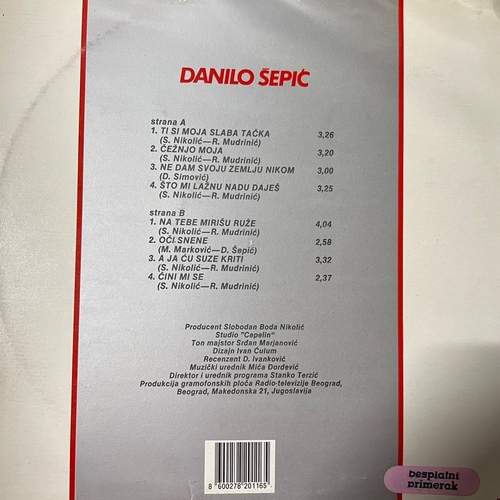 DANILO ŠEPIĆ
strana A
1. TI SI MOJA SLABA TAČKA 3,26
(S. Nikolić—R. Mudrinić)
2. ČEŽNJO MOJA 3,20
(S. Nikolić—R. Mudrinić)
3. NE DAM SVOJU ZEMLJU NIKOM 3,00
(D. Simović)
4. ŠTO MI LAŽNU NADU DAJEŠ 3,25
(S. Nikolić—R. Mudrinić)
strana B
1. NA TEBE MIRIŠU RUŽE 4,04
(S. Nikolić—R. Mudrinić)
2. OČI SNENE 2,58
(M. Marković—D. Šepić)
3. A JA ĆU SUZE KRITI 3,32
(S. Nikolić—R. Mudrinić)
4. ČINI MI SE 2,37
(S. Nikolić—R. Mudrinić)
Producent Slobodan Boda Nikolić
Studio "Cepelin"
Ton majstor Srđan Marjanović
Dizajn Ivan Ćulum
Recenzent D. Ivanković
Muzički urednik Mića Đorđević
Direktor i urednik programa Stanko Terzić
Produkcija gramofonskih ploča Radio-televizije Beograd,
Beograd, Makedonska 21, Jugoslavija
8 600278 201165
besplatni
primerak